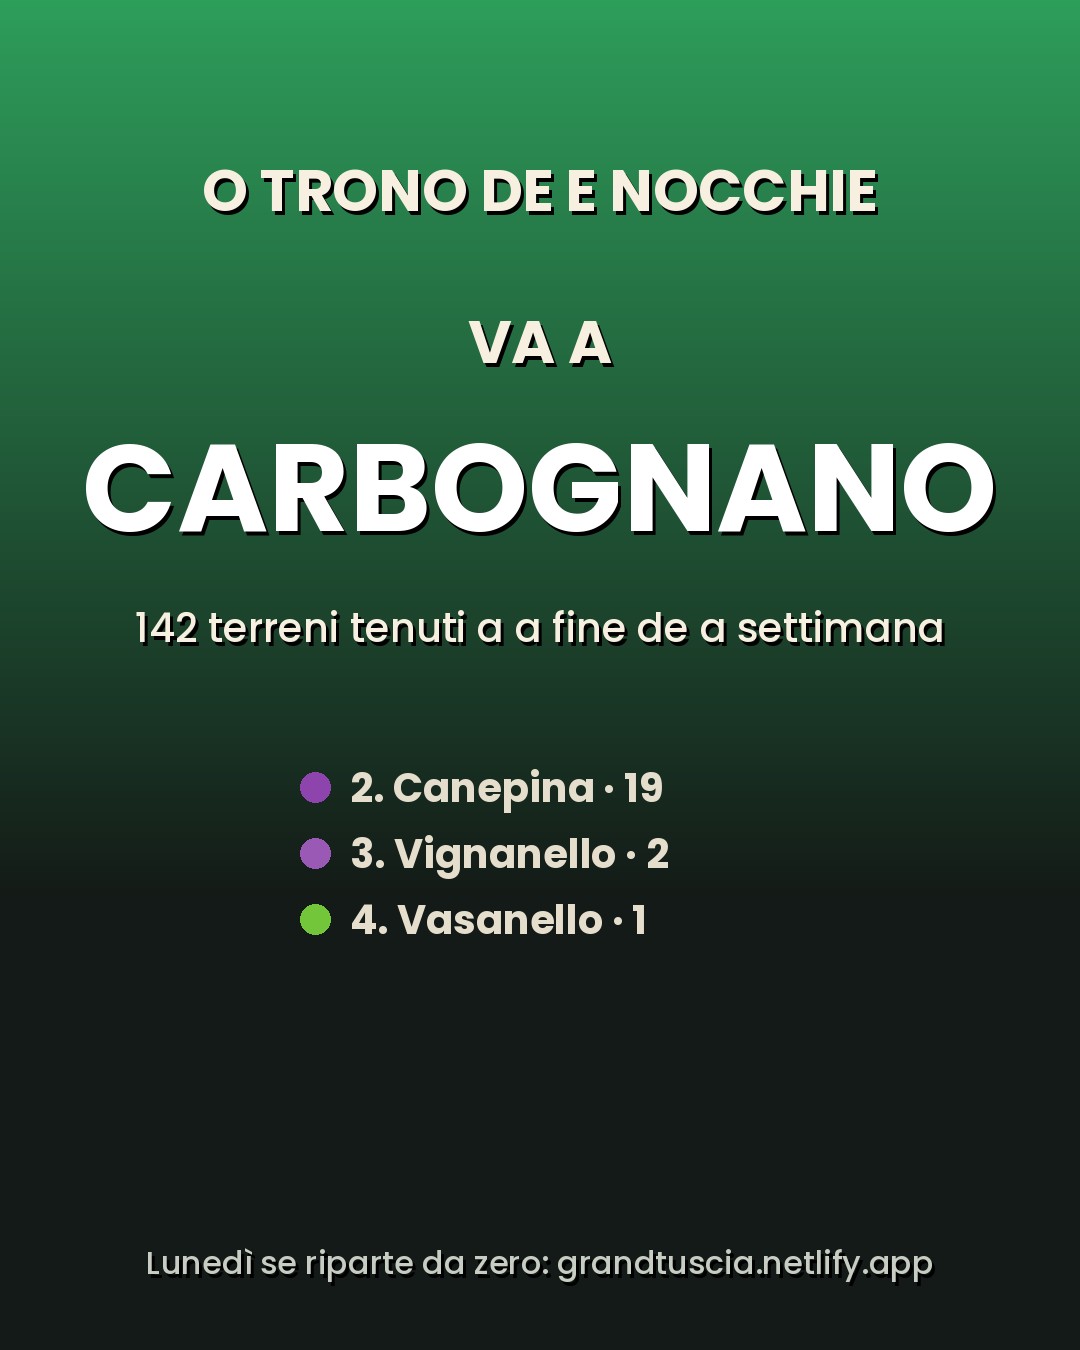 O TRONO DE E NOCCHIE
VA A
CARBOGNANO
142 terreni tenuti a a fine de a settimana
2. Canepina · 19
3. Vignanello · 2
4. Vasanello · 1
Lunedì se riparte da zero: grandtuscia.netlify.app